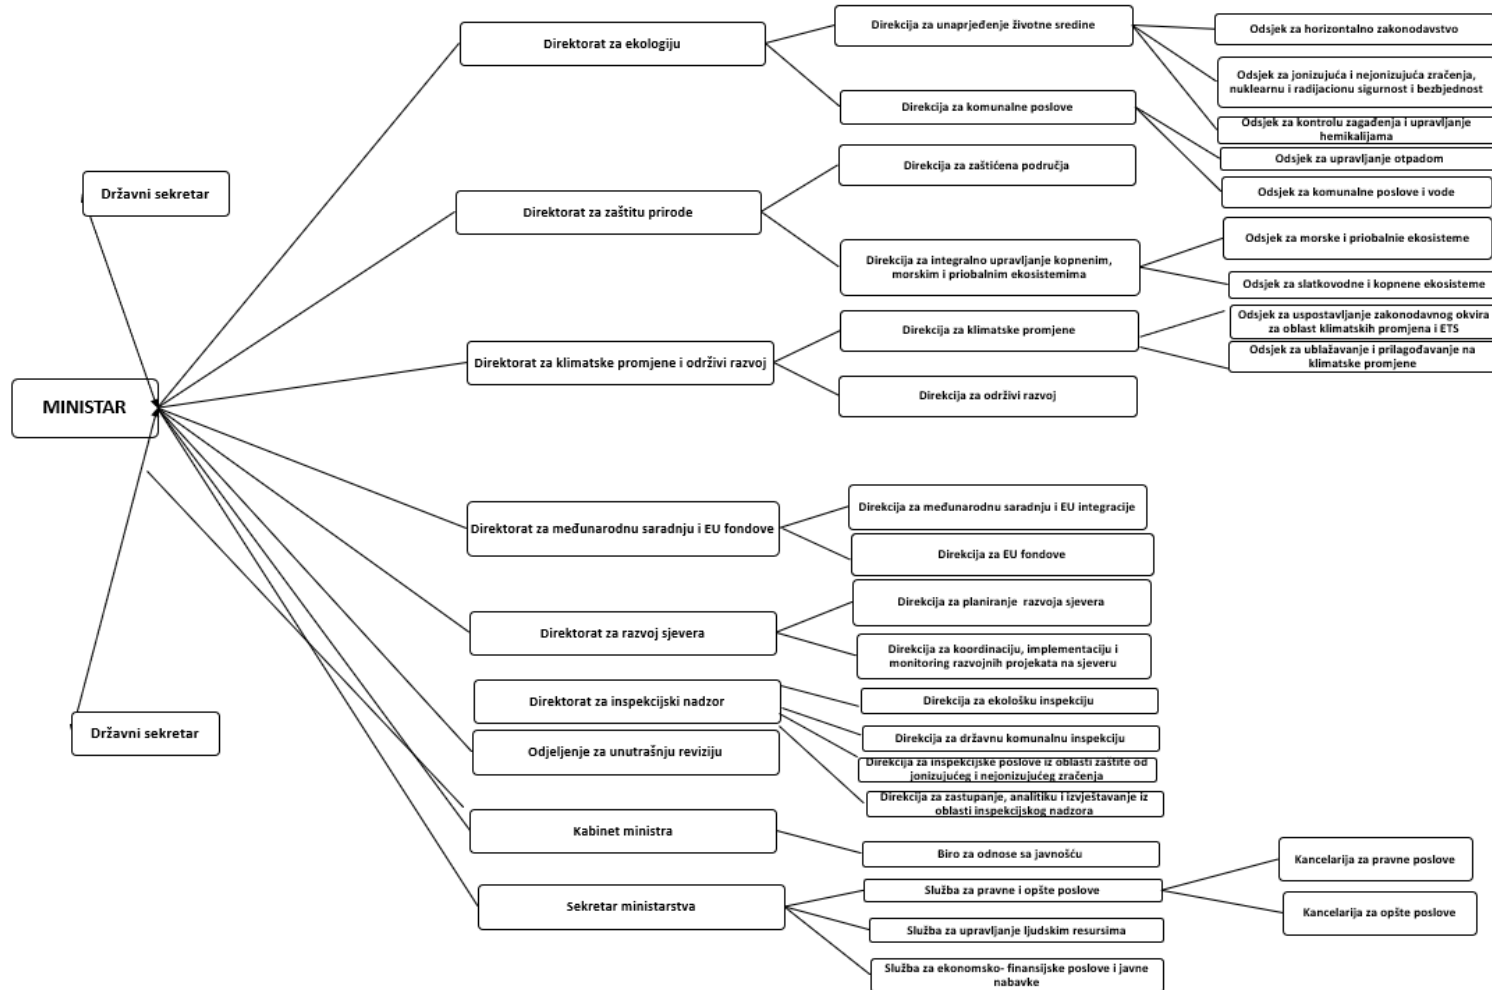 MINISTAR
Državni sekretar
Državni sekretar
Direktorat za ekologiju
Direkcija za unaprjeđenje životne sredine
Odsjek za horizontalno zakonodavstvo
Odsjek za jonizujuća i nejonizujuća zračenja,
nuklearnu i radijacionu sigurnost i bezbjednost
Odsjek za kontrolu zagađenja i upravljanje
hemikalijama
Direkcija za komunalne poslove
Odsjek za upravljanje otpadom
Odsjek za komunalne poslove i vode
Direktorat za zaštitu prirode
Direkcija za zaštićena područja
Direkcija za integralno upravljanje kopnenim,
morskim i priobalnim ekosistemima
Odsjek za morske i priobalnie ekosisteme
Odsjek za slatkovodne i kopnene ekosisteme
Direktorat za klimatske promjene i održivi razvoj
Direkcija za klimatske promjene
Odsjek za uspostavljanje zakonodavnog okvira
za oblast klimatskih promjena i ETS
Odsjek za ublažavanje i prilagođavanje na
klimatske promjene
Direkcija za održivi razvoj
Direktorat za međunarodnu saradnju i EU fondove
Direkcija za međunarodnu saradnju i EU integracije
Direkcija za EU fondove
Direktorat za razvoj sjevera
Direkcija za planiranje razvoja sjevera
Direkcija za koordinaciju, implementaciju i
monitoring razvojnih projekata na sjeveru
Direktorat za inspekcijski nadzor
Direkcija za ekološku inspekciju
Direkcija za državnu komunalnu inspekciju
Direkcija za inspekcijske poslove iz oblasti zaštite od
jonizujućeg i nejonizujućeg zračenja
Direkcija za zastupanje, analitiku i izvještavanje iz
oblasti inspekcijskog nadzora
Odjeljenje za unutrašnju reviziju
Kabinet ministra
Biro za odnose sa javnošću
Sekretar ministarstva
Služba za pravne i opšte poslove
Kancelarija za pravne poslove
Kancelarija za opšte poslove
Služba za upravljanje ljudskim resursima
Služba za ekonomsko- finansijske poslove i javne
nabavke